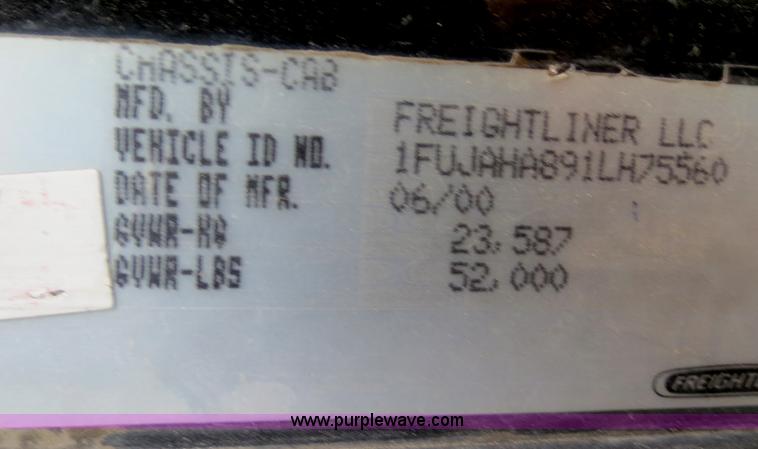 CHASSIS-CAB
MFD. BY FREIGHTLINER LLC
VEHICLE ID NO. 1FUJAHA891LH75560
DATE OF MFR. 06/00
GVWR-KG 23,587
GVWR-LBS 52,000
FREIGHTL
www.purplewave.com